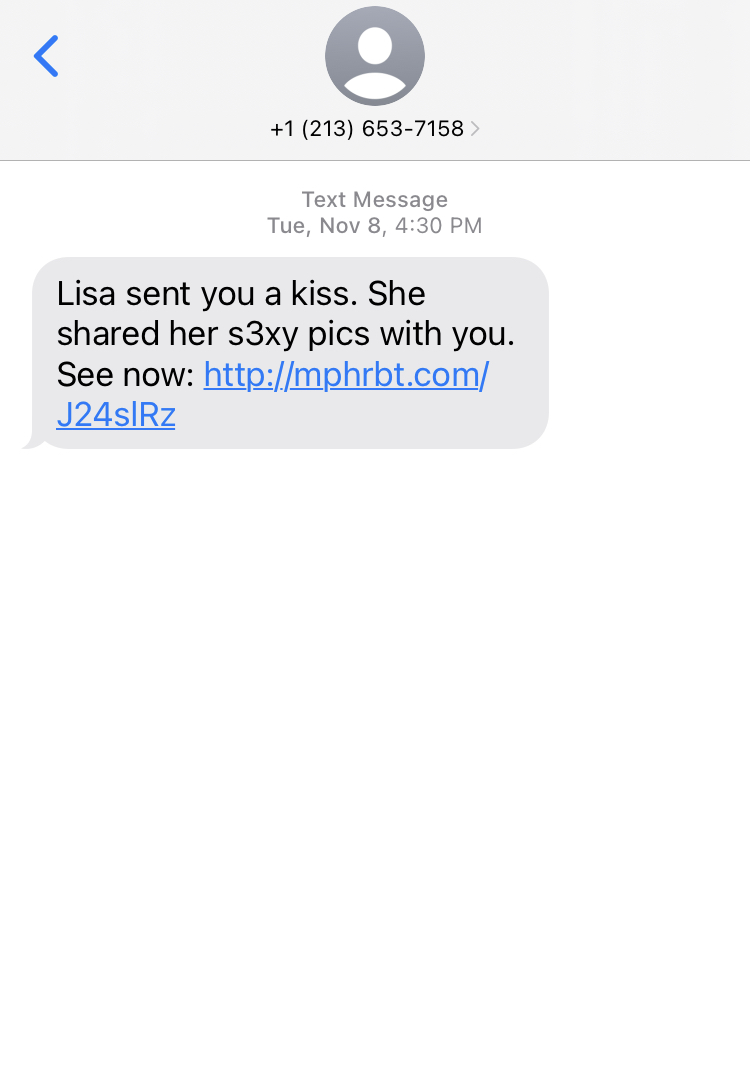 +1 (213) 653-7158
Text Message
Tue, Nov 8, 4:30 PM
Lisa sent you a kiss. She
shared her s3xy pics with you.
See now: http://mphrbt.com/
J24slRz